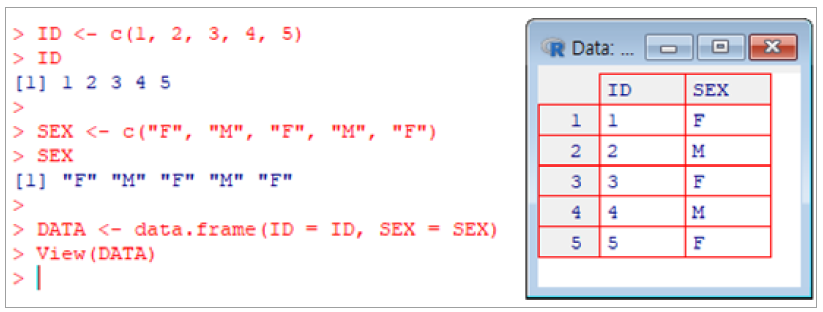 > ID <- c(1, 2, 3, 4, 5)
> ID
[1] 1 2 3 4 5
>
> SEX <- c("F", "M", "F", "M", "F")
> SEX
[1] "F" "M" "F" "M" "F"
>
> DATA <- data.frame(ID = ID, SEX = SEX)
> View(DATA)
>
R Data: ...
ID SEX
1 1 F
2 2 M
3 3 F
4 4 M
5 5 F